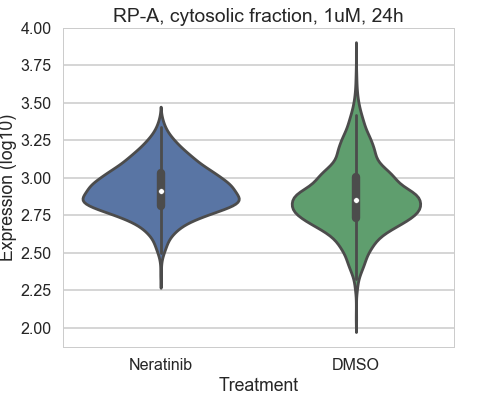 RP-A, cytosolic fraction, 1uM, 24h
Expression (log10)
4.00
3.75
3.50
3.25
3.00
2.75
2.50
2.25
2.00
Neratinib DMSO
Treatment